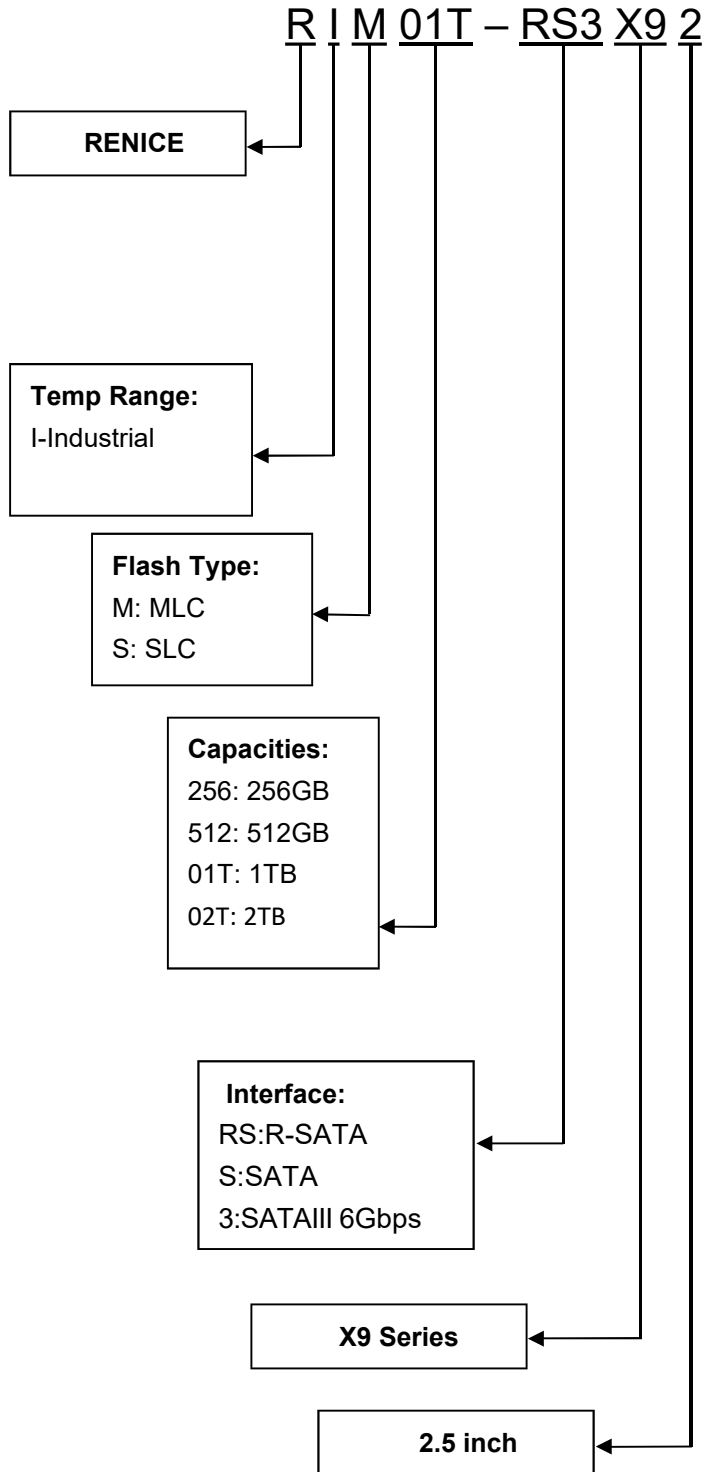 R I M 01T – RS3 X9 2
RENICE
Temp Range:
I-Industrial
Flash Type:
M: MLC
S: SLC
Capacities:
256: 256GB
512: 512GB
01T: 1TB
02T: 2TB
Interface:
RS:R-SATA
S:SATA
3:SATAIII 6Gbps
X9 Series
2.5 inch